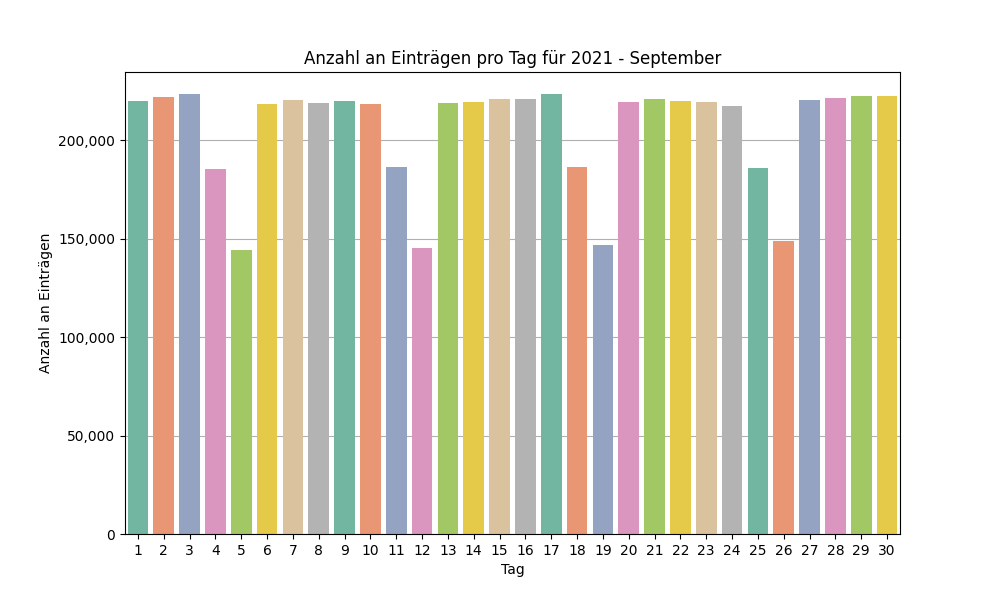 Anzahl an Einträgen pro Tag für 2021 - September
Anzahl an Einträgen
200,000
150,000
100,000
50,000
0
1 2 3 4 5 6 7 8 9 10 11 12 13 14 15 16 17 18 19 20 21 22 23 24 25 26 27 28 29 30
Tag